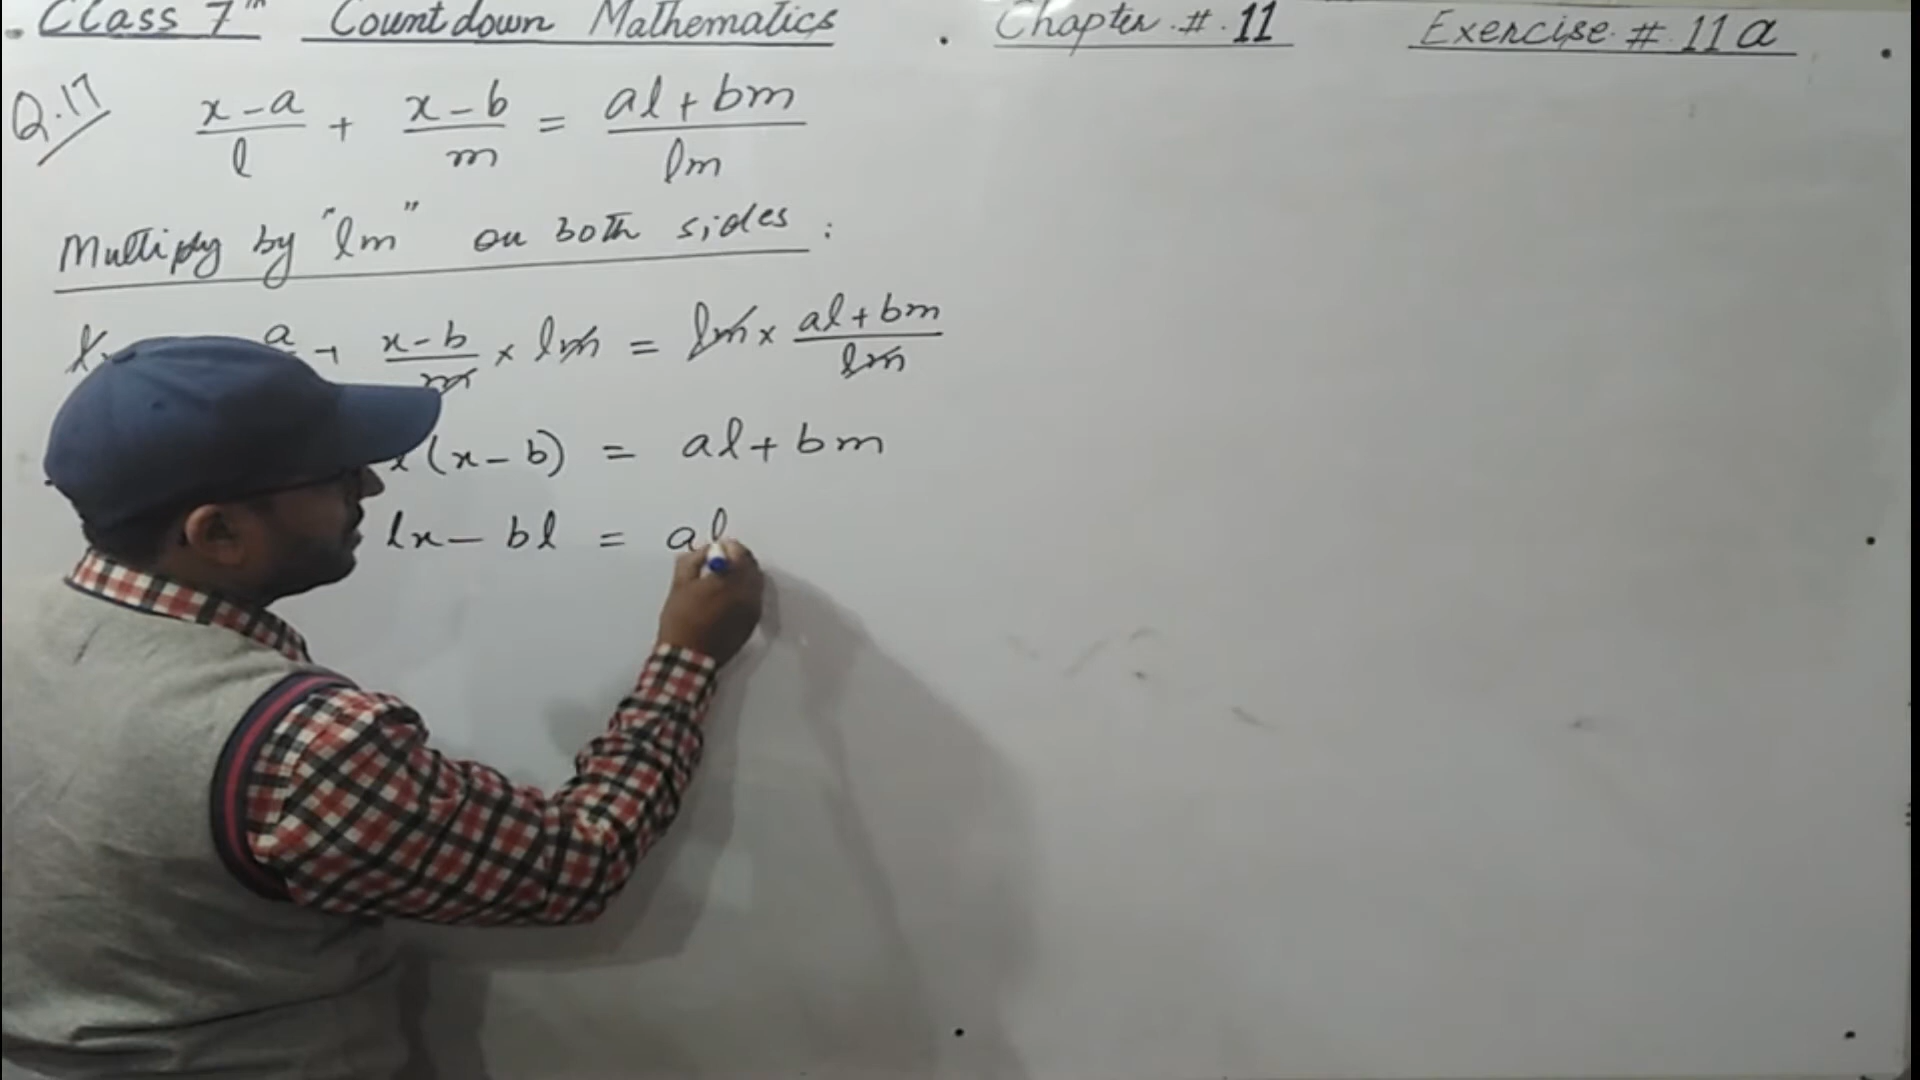 Class 7th Countdown Mathematics . Chapter # 11 Exercise # 11a
Q.17 x-a/l + x-b/m = al+bm/lm
Multiply by "lm" on both sides :
a + x-b/m × lm = lm × al+bm/lm
(x-b) = al+bm
lx - bl = al